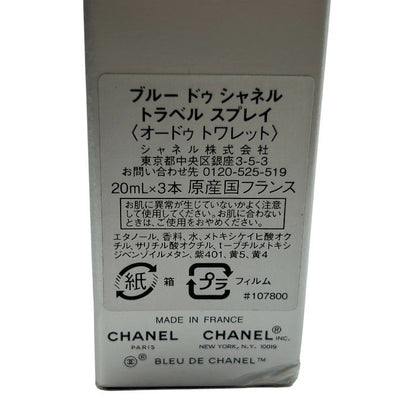 ブルー ドゥ シャネル
トラベル スプレイ
〈オードゥ トワレット〉
シャネル株式会社
東京都中央区銀座3-5-3
お問い合わせ先 0120-525-519
20mL×3本 原産国フランス
お肌に異常が生じていないかよく注意
して使用してください。お肌に合わない
ときは、ご使用をおやめください。
エタノール、香料、水、メトキシケイヒ酸オク
チル、サリチル酸オクチル、t-ブチルメトキシ
ジベンゾイルメタン、紫401、黄5、黄4
紙 箱 プラ フィルム
#107800
MADE IN FRANCE
CHANEL CHANEL® INC.
PARIS NEW YORK, N.Y. 10019
® BLEU DE CHANEL™